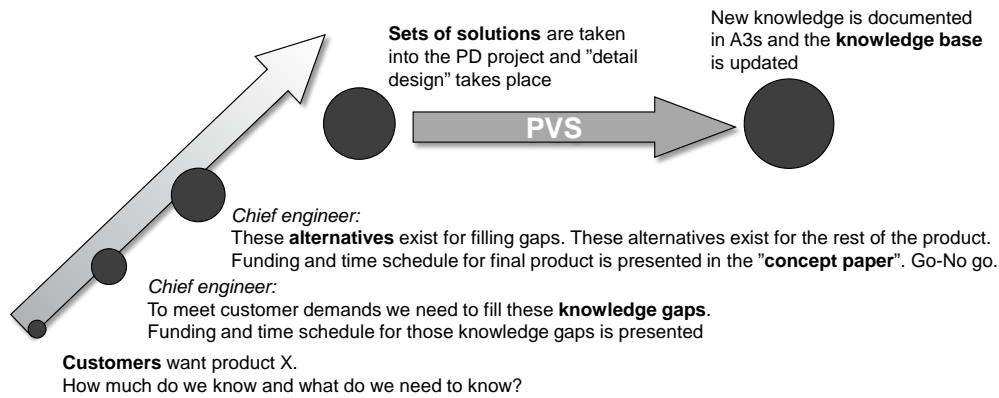 Sets of solutions are taken
into the PD project and ”detail
design” takes place
New knowledge is documented
in A3s and the knowledge base
is updated
PVS
Chief engineer:
These alternatives exist for filling gaps. These alternatives exist for the rest of the product.
Funding and time schedule for final product is presented in the ”concept paper”. Go-No go.
Chief engineer:
To meet customer demands we need to fill these knowledge gaps.
Funding and time schedule for those knowledge gaps is presented
Customers want product X.
How much do we know and what do we need to know?